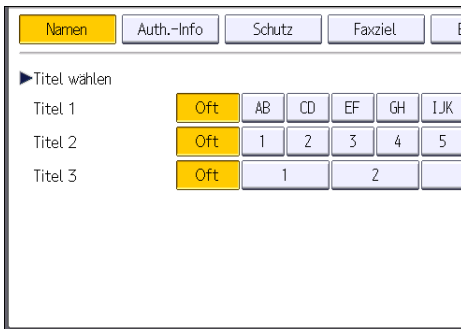 Namen Auth.-Info Schutz Faxziel
▶Titel wählen
Titel 1 Oft AB CD EF GH IJK
Titel 2 Oft 1 2 3 4 5
Titel 3 Oft 1 2